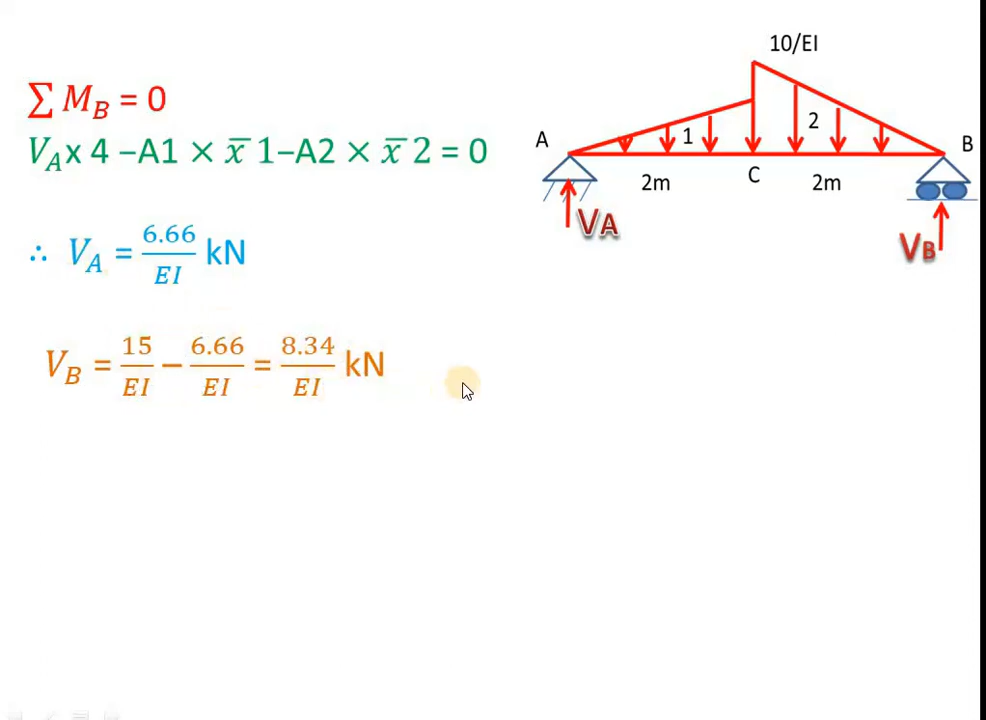 ∑ M_B = 0
V_A x 4 –A1 × x̅ 1–A2 × x̅ 2 = 0
∴ V_A = 6.66/EI kN
V_B = 15/EI − 6.66/EI = 8.34/EI kN
10/EI
A
1
2
B
2m
C
2m
VA
VB